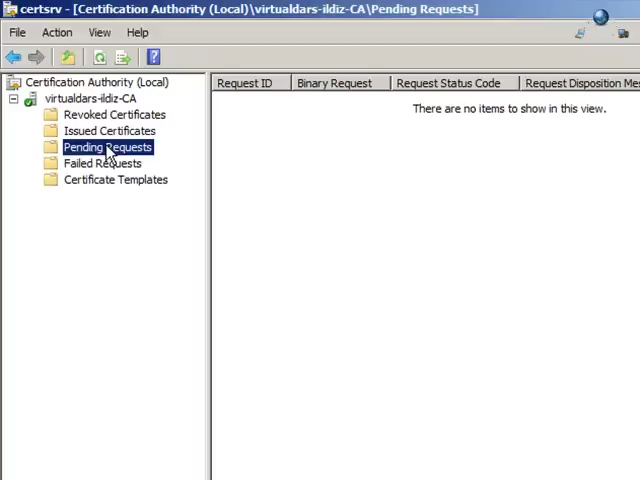 certsrv - [Certification Authority (Local)\virtualdars-ildiz-CA\Pending Requests]
File Action View Help
Certification Authority (Local)
virtualdars-ildiz-CA
Revoked Certificates
Issued Certificates
Pending Requests
Failed Requests
Certificate Templates
Request ID Binary Request Request Status Code Request Disposition Mes
There are no items to show in this view.